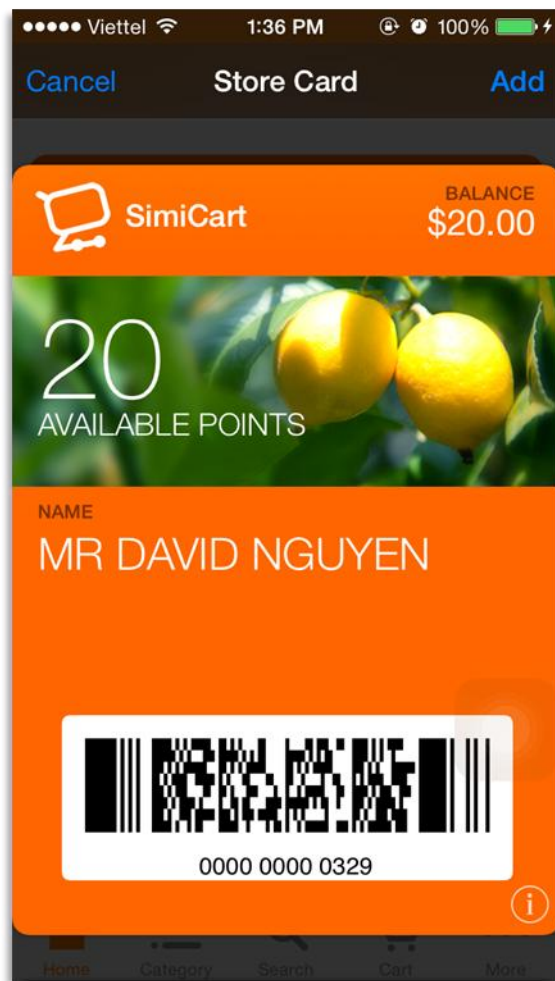 Viettel 1:36 PM 100%
Cancel Store Card Add
SimiCart
BALANCE
$20.00
20
AVAILABLE POINTS
NAME
MR DAVID NGUYEN
0000 0000 0329
i
Home Category Search Cart More